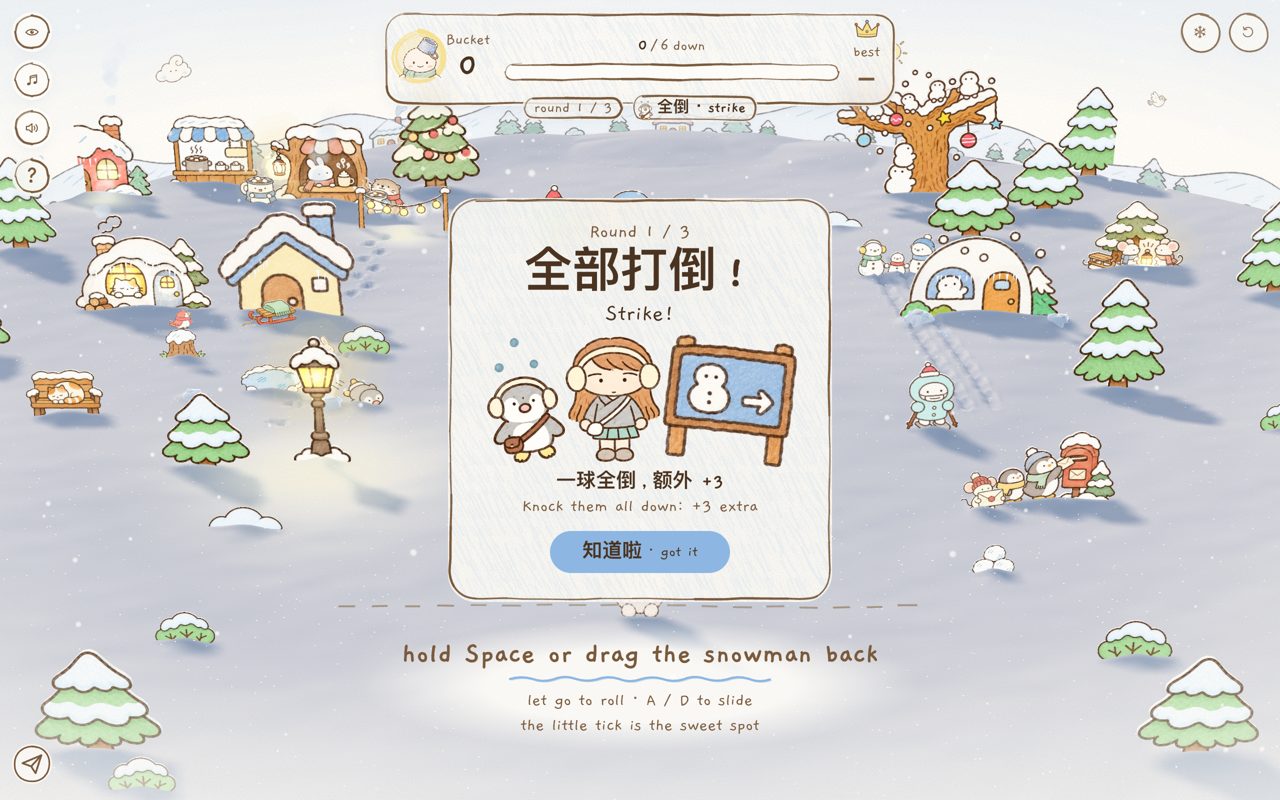 Bucket
0
0/6 down
best
–
round 1 / 3
全倒 · strike
?
Round 1 / 3
全部打倒!
Strike!
一球全倒,额外 +3
Knock them all down: +3 extra
知道啦 · got it
hold Space or drag the snowman back
let go to roll · A / D to slide
the little tick is the sweet spot